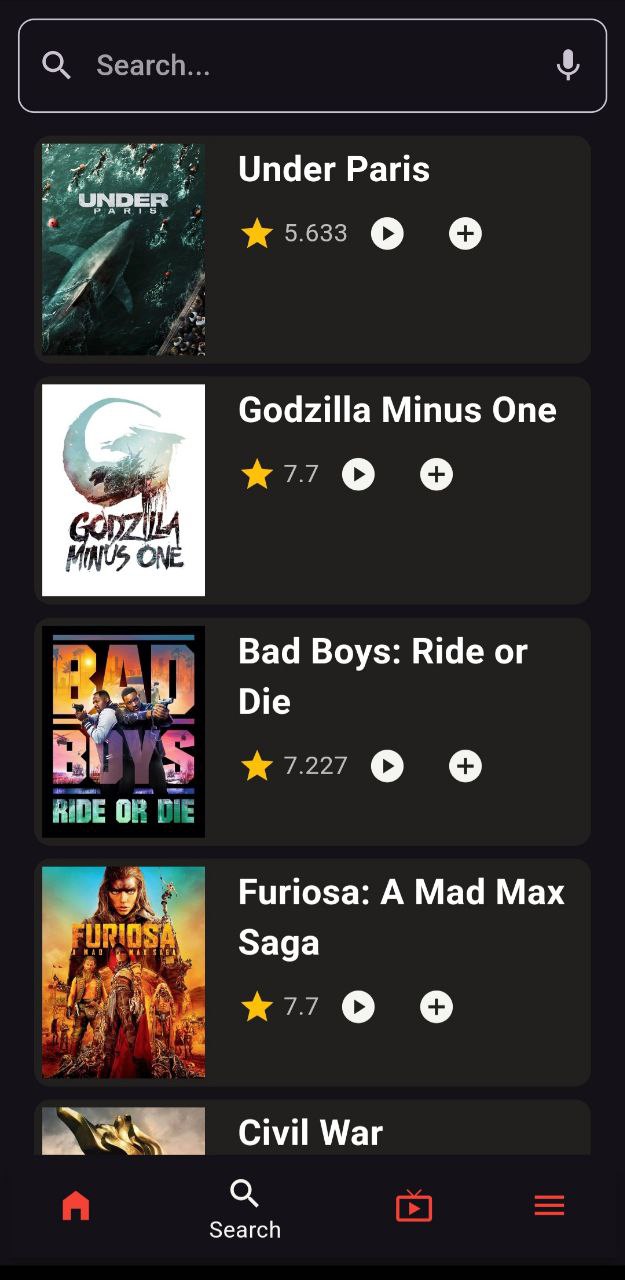 Search...
UNDER
PARIS
Under Paris
5.633
GODZILLA
MINUS ONE
Godzilla Minus One
7.7
BAD
BOYS
RIDE OR DIE
Bad Boys: Ride or
Die
7.227
FURIOSA
A MAD MAX SAGA
Furiosa: A Mad Max
Saga
7.7
Civil War
Search